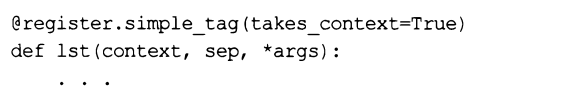 @register.simple_tag(takes_context=True)
def lst(context, sep, *args):
. . .